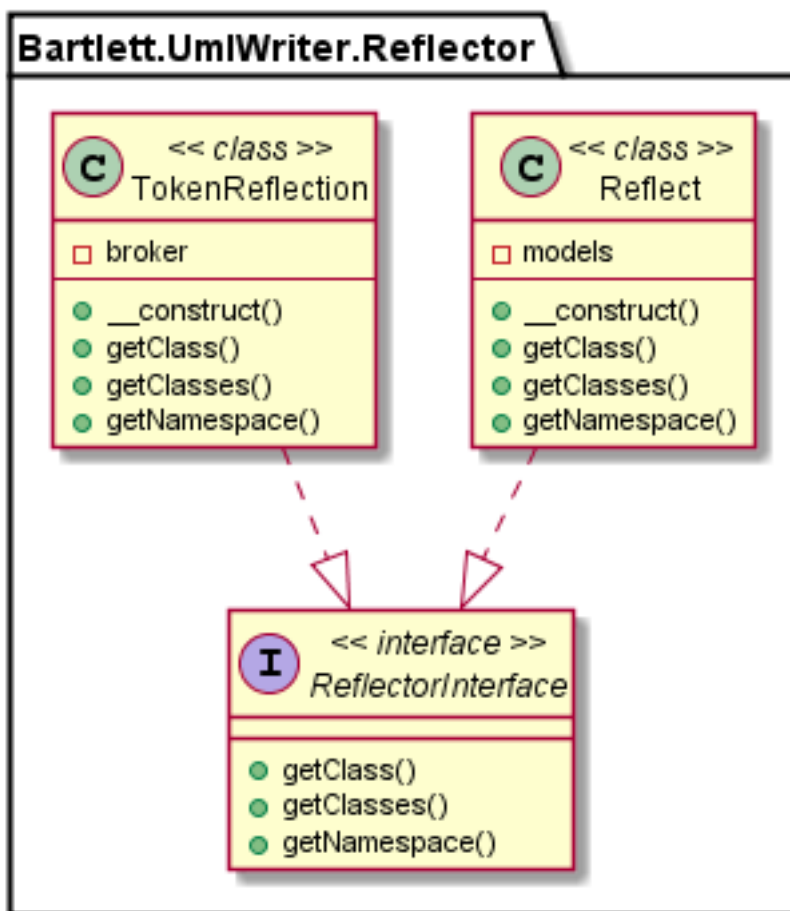 Bartlett.UmlWriter.Reflector
C << class >>
TokenReflection
broker
__construct()
getClass()
getClasses()
getNamespace()
C << class >>
Reflect
models
__construct()
getClass()
getClasses()
getNamespace()
I << interface >>
ReflectorInterface
getClass()
getClasses()
getNamespace()